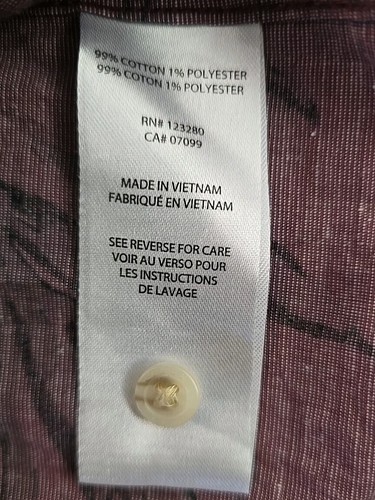 99% COTTON 1% POLYESTER
99% COTON 1% POLYESTER
RN# 123280
CA# 07099
MADE IN VIETNAM
FABRIQUÉ EN VIETNAM
SEE REVERSE FOR CARE
VOIR AU VERSO POUR
LES INSTRUCTIONS
DE LAVAGE